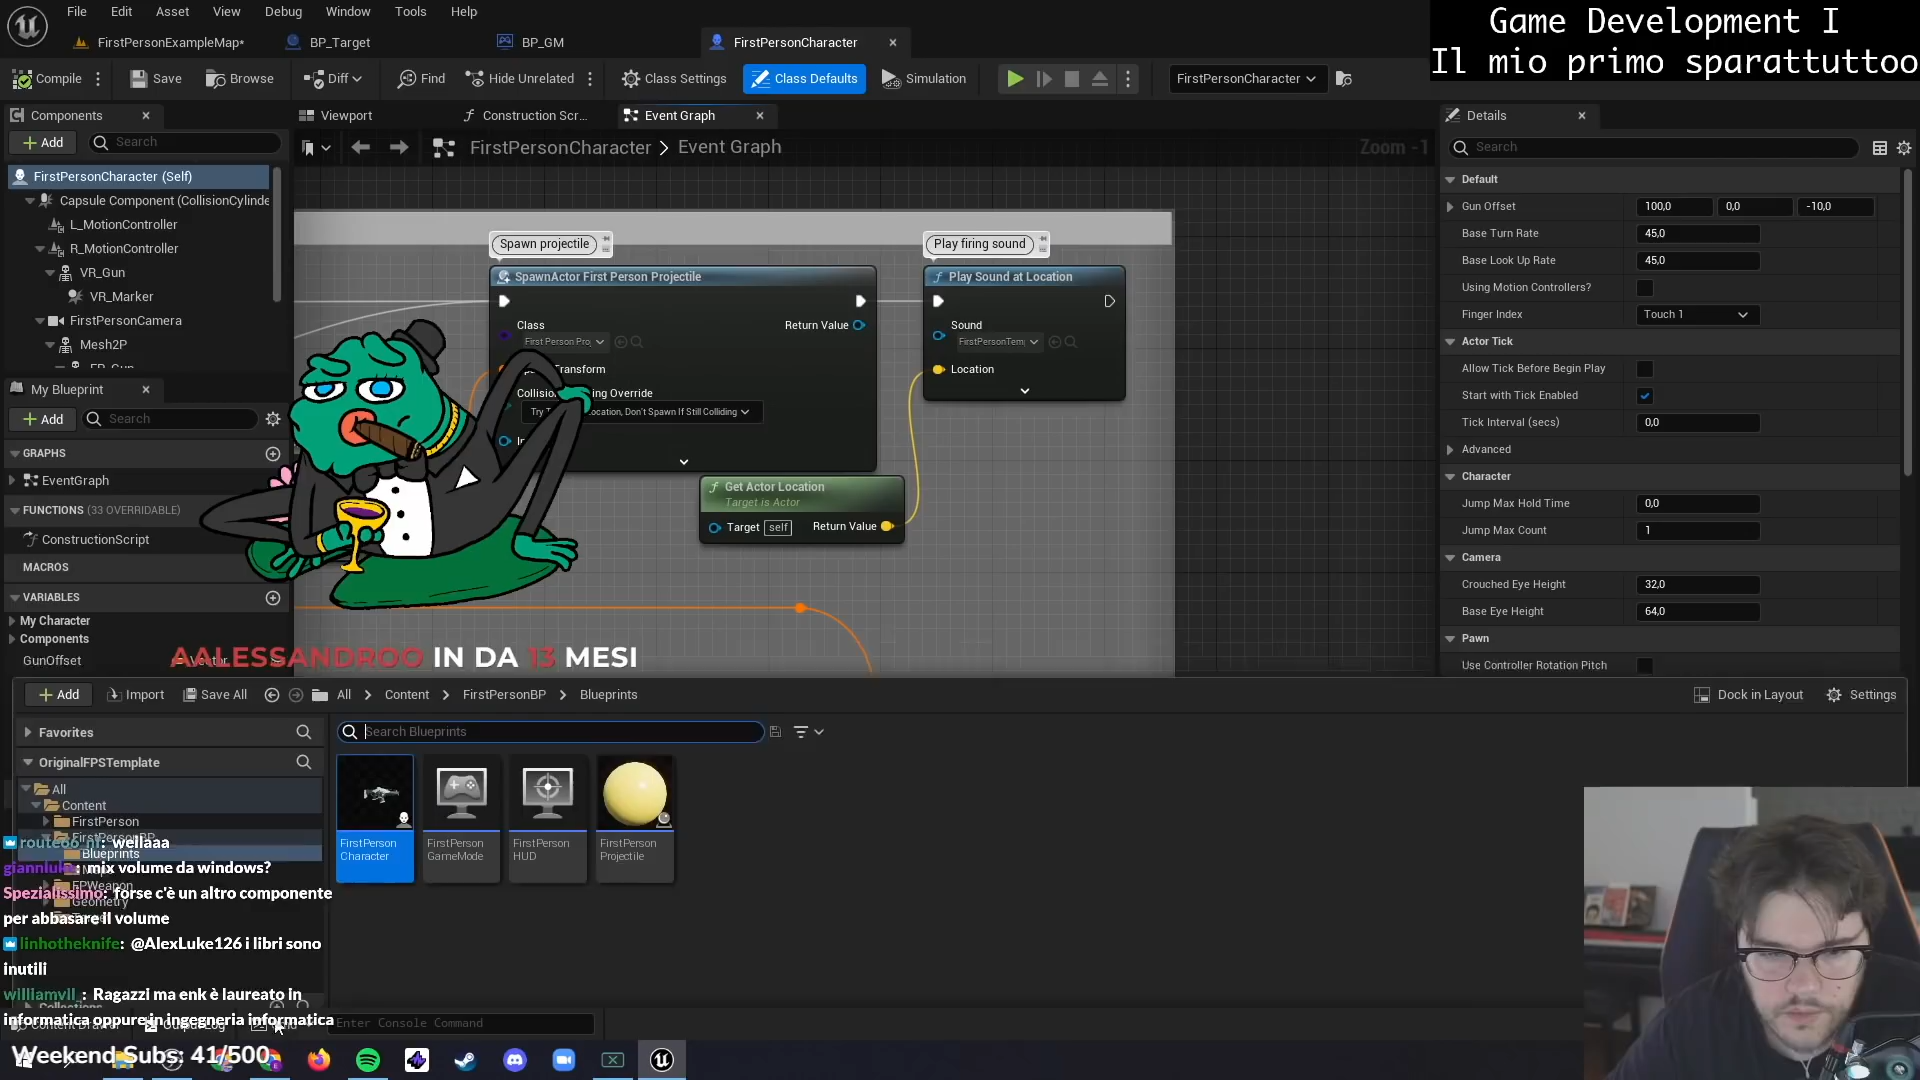 File Edit Asset View Debug Window Tools Help
Game Development I
Il mio primo sparattuttoo
FirstPersonExampleMap* BP_Target BP_GM FirstPersonCharacter
Compile Save Browse Diff Find Hide Unrelated Class Settings Class Defaults Simulation FirstPersonCharacter
Components Viewport Construction Scr... Event Graph Details
Add Search
FirstPersonCharacter > Event Graph Zoom -1
Search
FirstPersonCharacter (Self)
Capsule Component (CollisionCylinde
L_MotionController
R_MotionController
VR_Gun
VR_Marker
FirstPersonCamera
Mesh2P
My Blueprint
Add Search
GRAPHS
EventGraph
FUNCTIONS (33 OVERRIDABLE)
ConstructionScript
MACROS
VARIABLES
My Character
Components
GunOffset
Spawn projectile
SpawnActor First Person Projectile
Class
First Person Proj
Return Value
Transform
Try T Location, Don't Spawn If Still Colliding
Play firing sound
Play Sound at Location
Sound
FirstPersonTem
Location
Get Actor Location
Target is Actor
Target self Return Value
Default
Gun Offset 100,0 0,0 -10,0
Base Turn Rate 45,0
Base Look Up Rate 45,0
Using Motion Controllers?
Finger Index Touch 1
Actor Tick
Allow Tick Before Begin Play
Start with Tick Enabled
Tick Interval (secs) 0,0
Advanced
Character
Jump Max Hold Time 0,0
Jump Max Count 1
Camera
Crouched Eye Height 32,0
Base Eye Height 64,0
Pawn
Use Controller Rotation Pitch
AALESSANDROO IN DA 13 MESI
Add Import Save All All > Content > FirstPersonBP > Blueprints Dock in Layout Settings
Favorites
Search Blueprints
OriginalFPSTemplate
All
Content
FirstPerson
FirstPersonBP
Blueprints
FPWeapon
Geometry
FirstPerson
Character
FirstPerson
GameMode
FirstPerson
HUD
FirstPerson
Projectile
wellaaa
: mix volume da windows?
Spezialissimo: forse c'è un altro componente
per abbasare il volume
linhotheknife: @AlexLuke126 i libri sono
inutili
williamvil_: Ragazzi ma enk è laureato in
informatica oppure in ingegneria informatica
Enter Console Command
Weekend Subs: 41/500